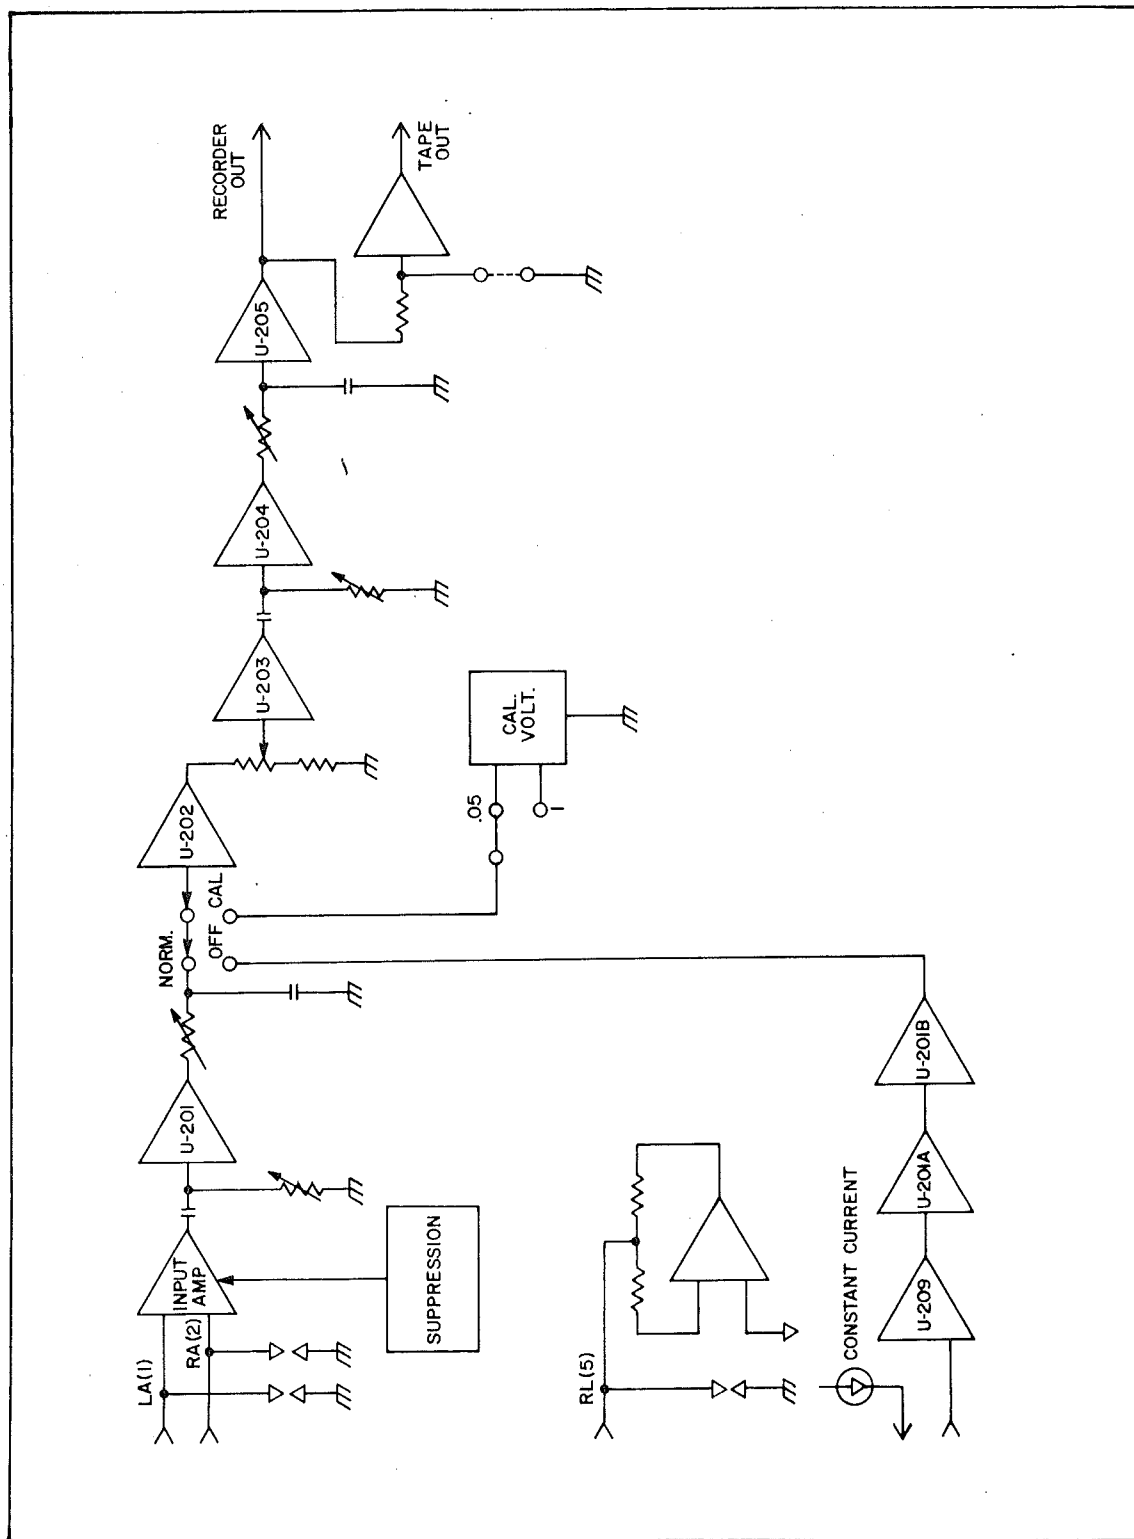 RECORDER
OUT
TAPE
OUT
U-205
U-204
U-203
U-202
CAL.
VOLT.
.05
1
NORM.
OFF
CAL
U-201
INPUT
AMP
LA(1)
RA(2)
SUPPRESSION
RL(5)
CONSTANT CURRENT
U-209
U-201A
U-201B